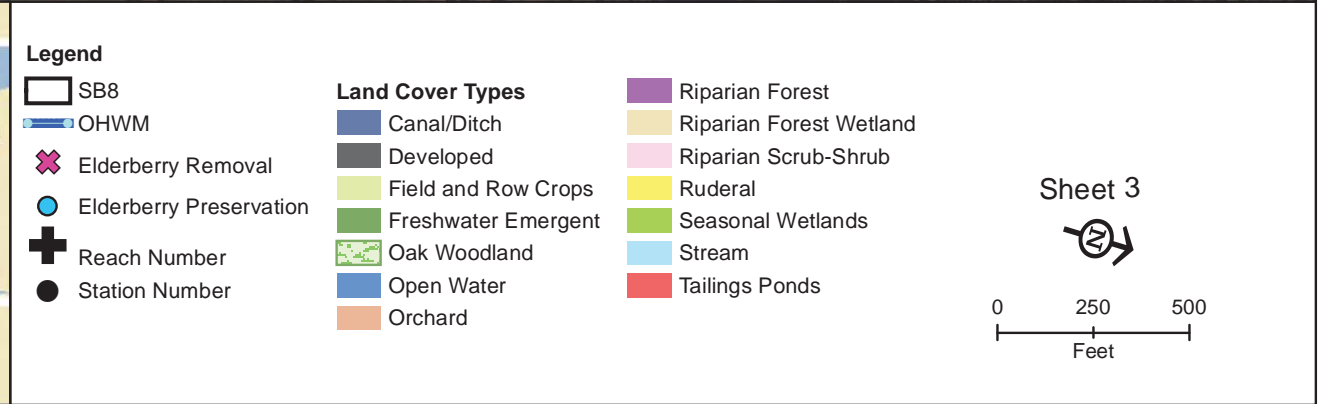 Legend
SB8
OHWM
Elderberry Removal
Elderberry Preservation
Reach Number
Station Number
Land Cover Types
Canal/Ditch
Developed
Field and Row Crops
Freshwater Emergent
Oak Woodland
Open Water
Orchard
Riparian Forest
Riparian Forest Wetland
Riparian Scrub-Shrub
Ruderal
Seasonal Wetlands
Stream
Tailings Ponds
Sheet 3
N
0 250 500
Feet